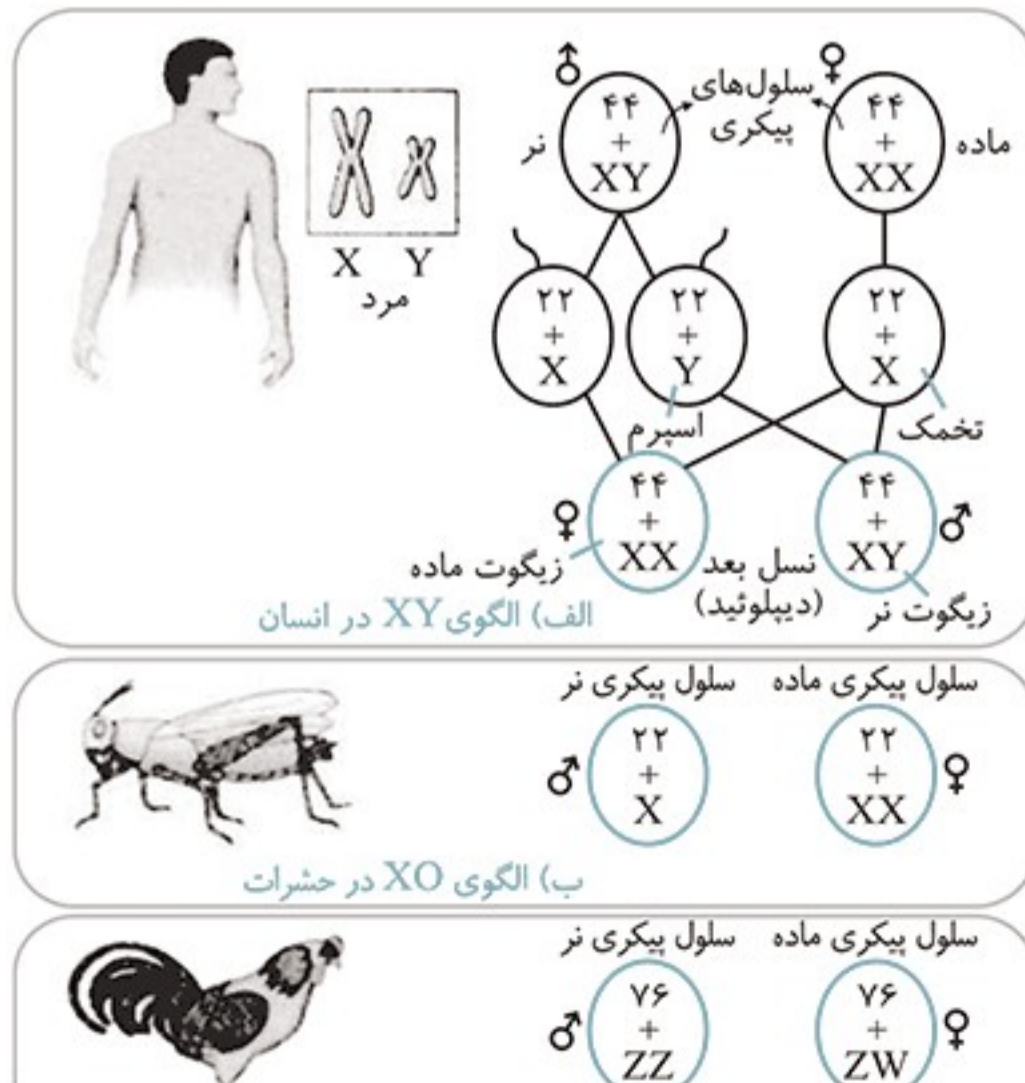 ♂ ♀
سلول‌های پیکری
نر
۴۴ + XY
۴۴ + XX
ماده
X Y
مرد
۲۲ + X
۲۲ + Y
۲۲ + X
اسپرم
تخمک
♀
۴۴ + XX
۴۴ + XY
♂
زیگوت ماده
نسل بعد
(دیپلوئید)
زیگوت نر
الف) الگوی XY در انسان
سلول پیکری ماده
سلول پیکری نر
♂
۲۲ + X
۲۲ + XX
♀
ب) الگوی XO در حشرات
سلول پیکری ماده
سلول پیکری نر
♂
۷۶ + ZZ
۷۶ + ZW
♀